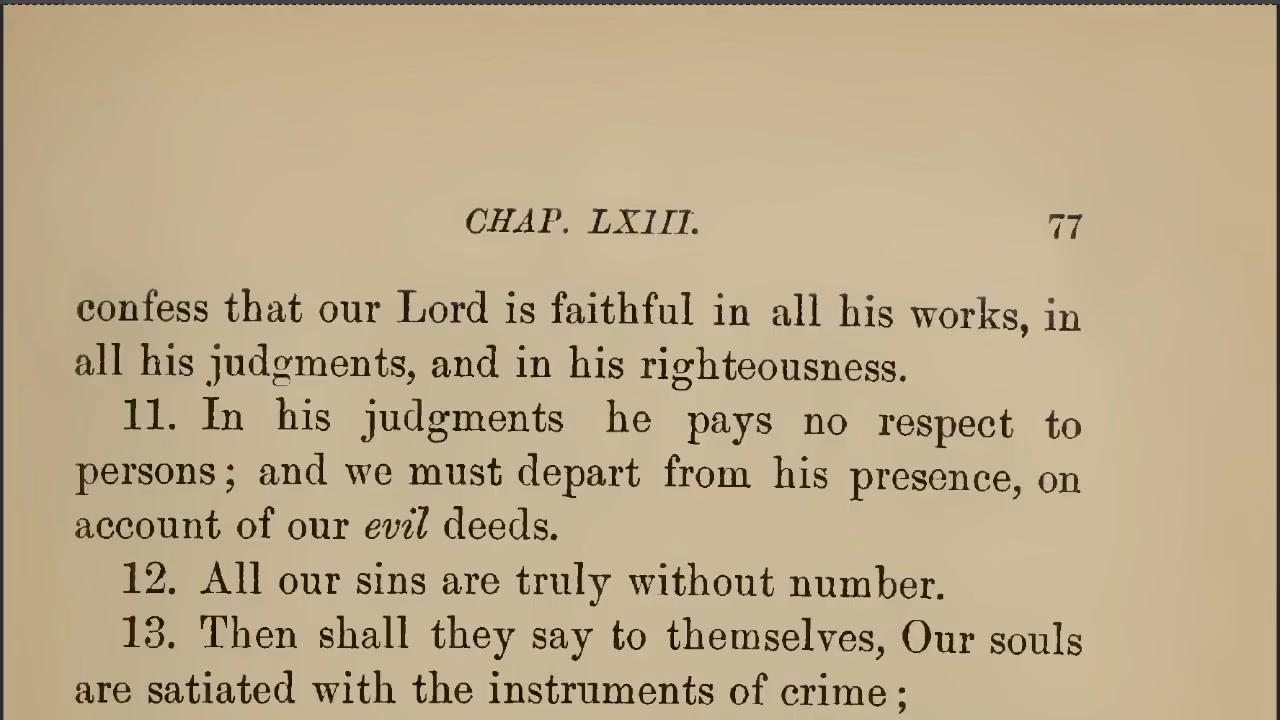 CHAP. LXIII. 77
confess that our Lord is faithful in all his works, in
all his judgments, and in his righteousness.
11. In his judgments he pays no respect to
persons; and we must depart from his presence, on
account of our evil deeds.
12. All our sins are truly without number.
13. Then shall they say to themselves, Our souls
are satiated with the instruments of crime;